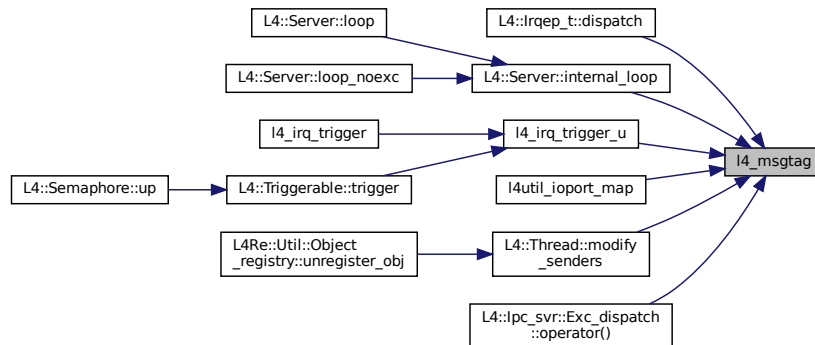 L4::Server::loop
L4::Irqep_t::dispatch
L4::Server::loop_noexc
L4::Server::internal_loop
l4_irq_trigger
l4_irq_trigger_u
l4_msgtag
L4::Semaphore::up
L4::Triggerable::trigger
l4util_ioport_map
L4Re::Util::Object
_registry::unregister_obj
L4::Thread::modify
_senders
L4::Ipc_svr::Exc_dispatch
::operator()